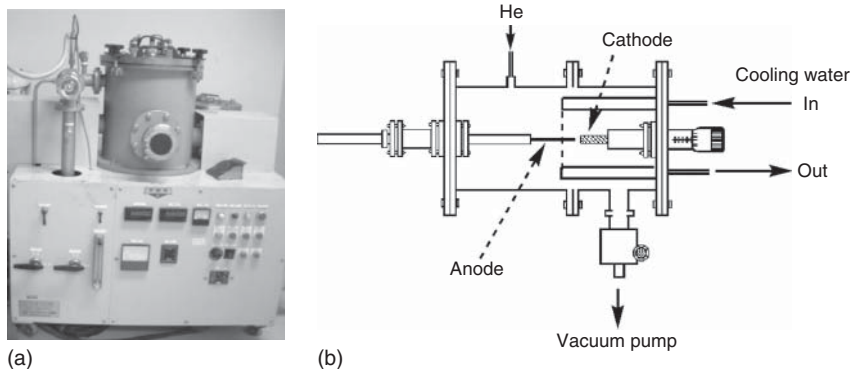 He
Cathode
Cooling water
In
Out
Anode
Vacuum pump
(a)
(b)